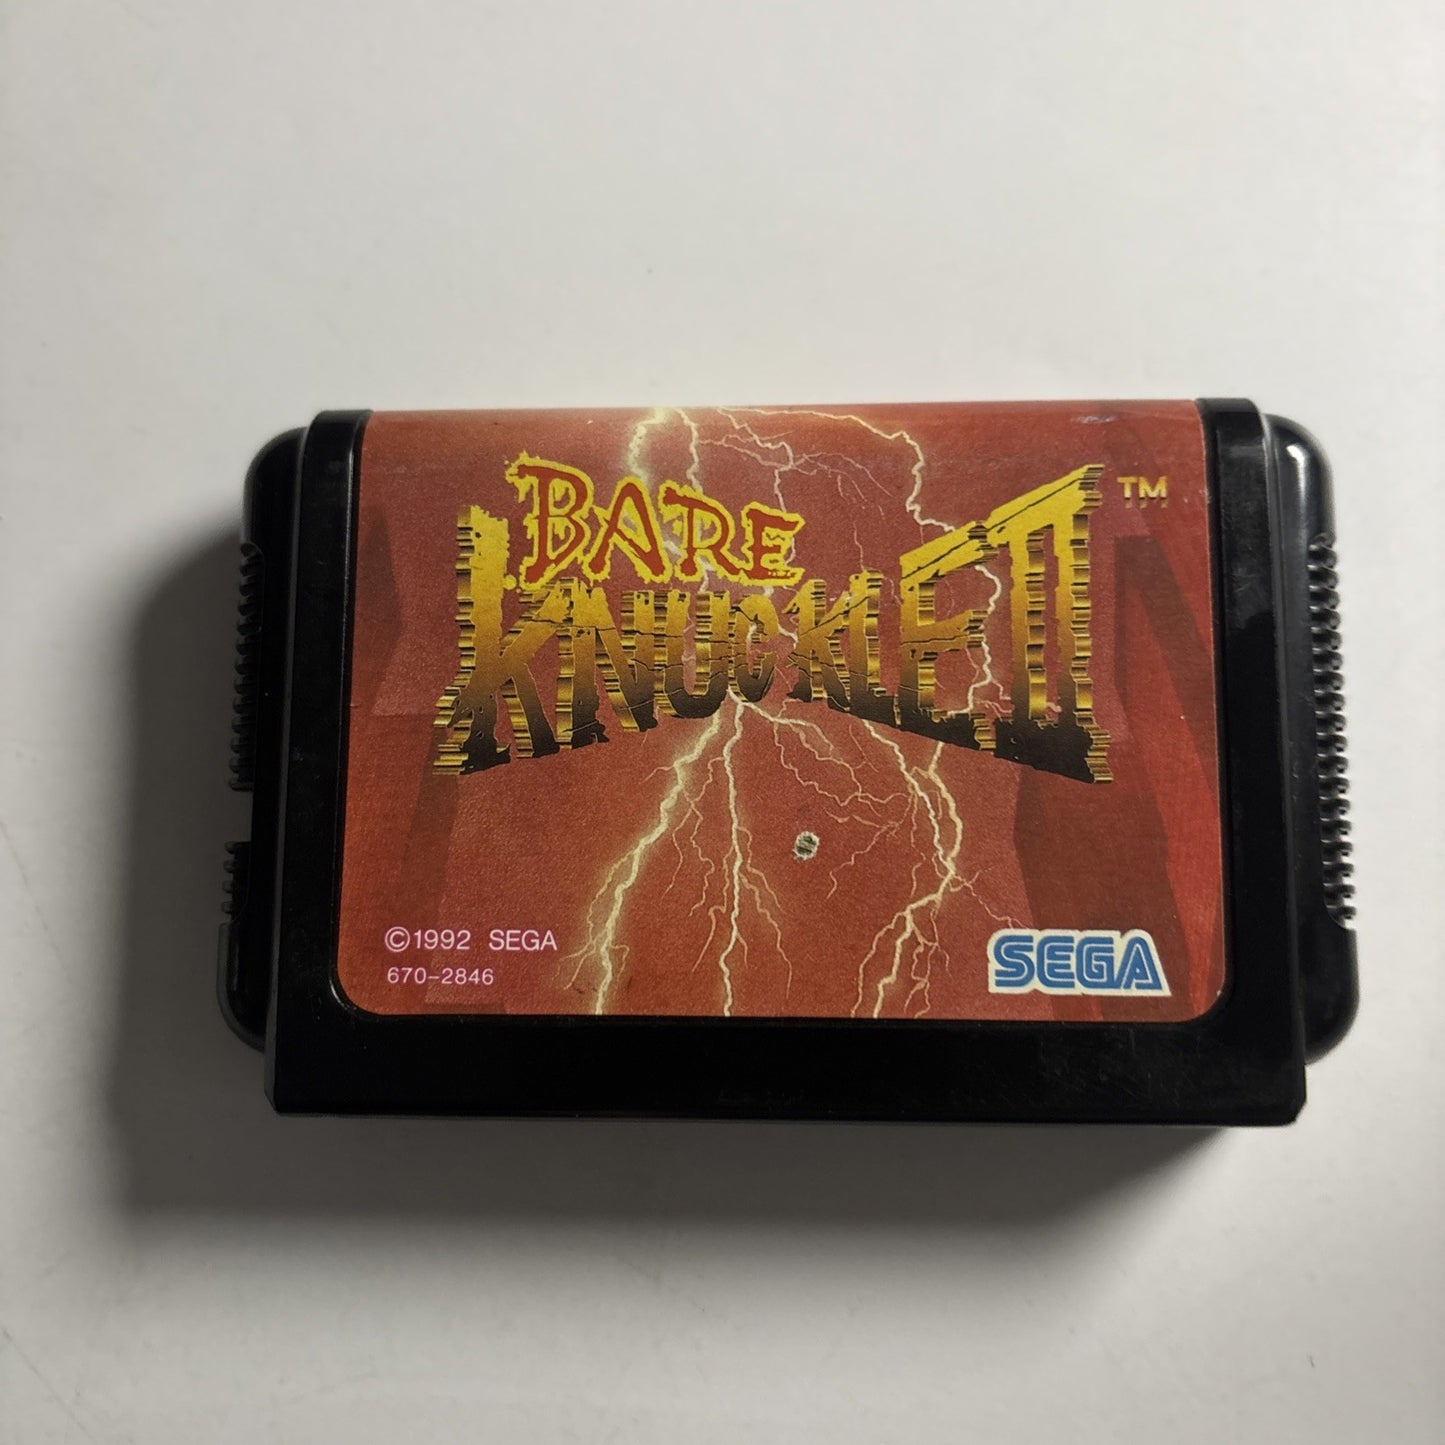 BARE
KNUCKLE II ™
©1992 SEGA
670-2846
SEGA